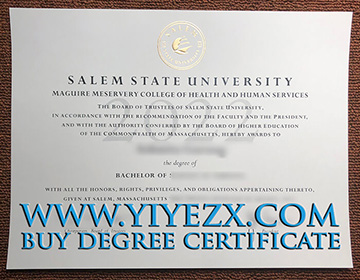 SALEM STATE UNIVERSITY
MAGUIRE MESERVEY COLLEGE OF HEALTH AND HUMAN SERVICES
THE BOARD OF TRUSTEES OF SALEM STATE UNIVERSITY,
IN ACCORDANCE WITH THE RECOMMENDATION OF THE FACULTY AND THE PRESIDENT,
AND WITH THE AUTHORITY CONFERRED BY THE BOARD OF HIGHER EDUCATION
OF THE COMMONWEALTH OF MASSACHUSETTS, HEREBY AWARDS TO
2022
the degree of
BACHELOR OF S
WITH ALL THE HONORS, RIGHTS, PRIVILEGES, AND OBLIGATIONS APPERTAINING THERETO.
GIVEN AT SALEM,
WWW.YIYEZX.COM
BUY DEGREE CERTIFICATE